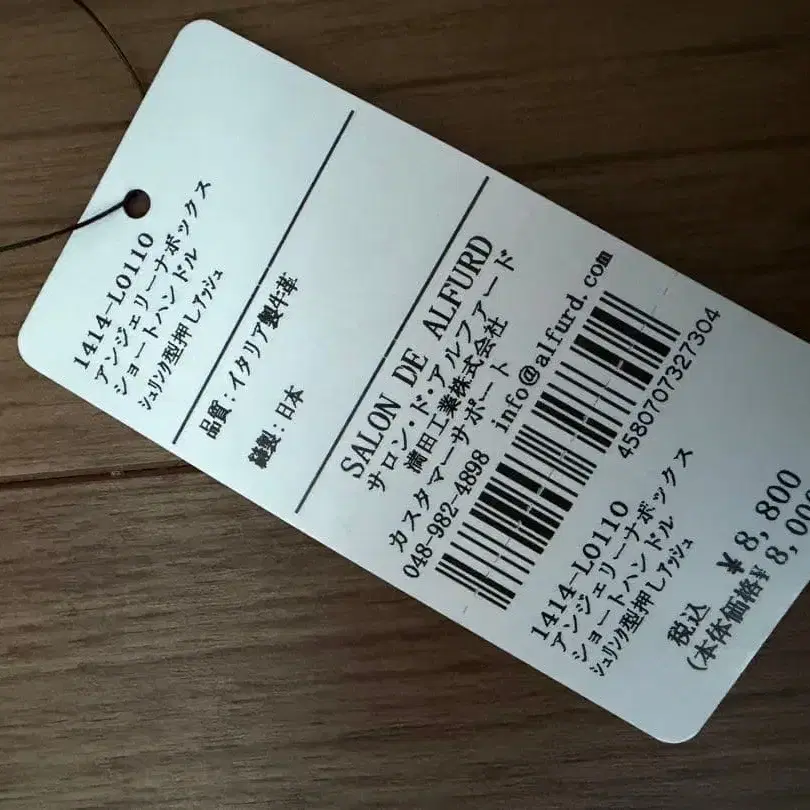 1414-L0110
アンジェリーナボックス
ショートハンドル
ｼｭﾘﾝｸ型押しｱｯｼｭ
品質：イタリア製牛革
縫製：日本
SALON DE ALFURD
サロン・ド・アルファード
満田工業株式会社
カスタマーサポート
048-982-4898 info@alfurd.com
4580707327304
1414-L0110
アンジェリーナボックス
ショートハンドル
ｼｭﾘﾝｸ型押しｱｯｼｭ
税込 ￥8,800
(本体価格￥8,000